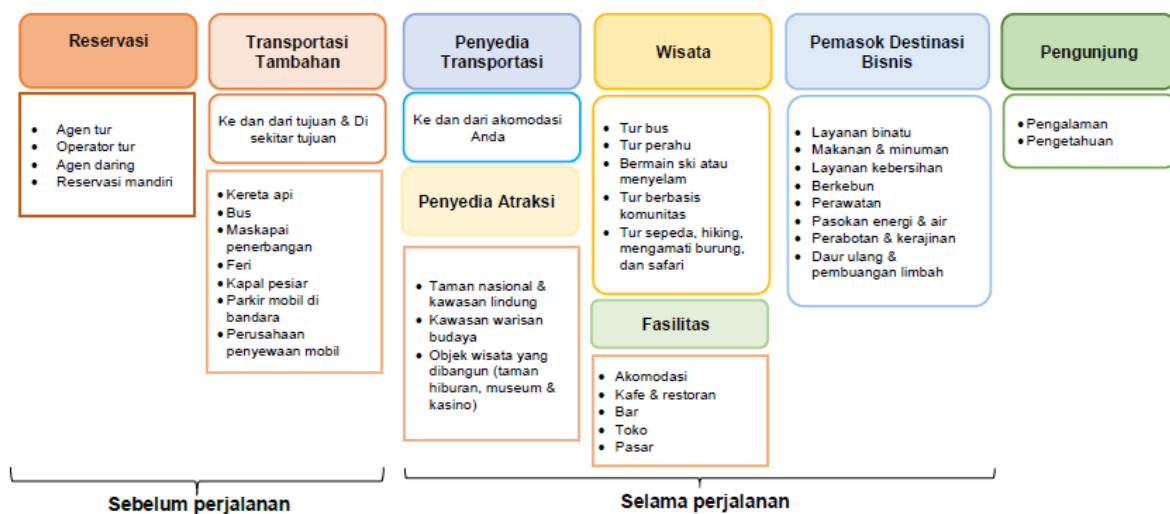 Reservasi
• Agen tur
• Operator tur
• Agen daring
• Reservasi mandiri
Transportasi
Tambahan
Ke dan dari tujuan & Di
sekitar tujuan
• Kereta api
• Bus
• Maskapai
penerbangan
• Feri
• Kapal pesiar
• Parkir mobil di
bandara
• Perusahaan
penyewaan mobil
Penyedia
Transportasi
Ke dan dari akomodasi
Anda
Penyedia Atraksi
• Taman nasional &
kawasan lindung
• Kawasan warisan
budaya
• Objek wisata yang
dibangun (taman
hiburan, museum &
kasino)
Wisata
• Tur bus
• Tur perahu
• Bermain ski atau
menyelam
• Tur berbasis
komunitas
• Tur sepeda, hiking,
mengamati burung,
dan safari
Fasilitas
• Akomodasi
• Kafe & restoran
• Bar
• Toko
• Pasar
Pemasok Destinasi
Bisnis
• Layanan binatu
• Makanan & minuman
• Layanan kebersihan
• Berkebun
• Perawatan
• Pasokan energi & air
• Perabotan & kerajinan
• Daur ulang &
pembuangan limbah
Pengunjung
• Pengalaman
• Pengetahuan
Sebelum perjalanan
Selama perjalanan